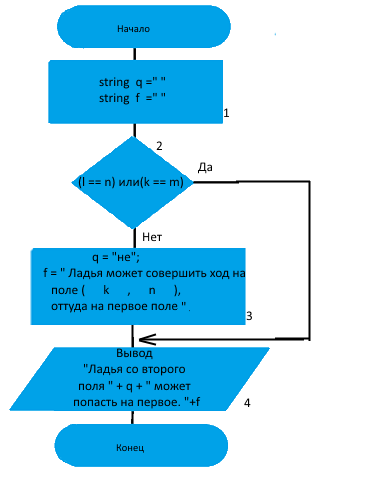 Начало
string q =" "
string f =" "
1
2
(l == n) или(k == m)
Да
Нет
q = "не";
f = " Ладья может совершить ход на
поле ( k , n ),
оттуда на первое поле "
3
Вывод
"Ладья со второго
поля " + q + " может
попасть на первое. "+f
4
Конец